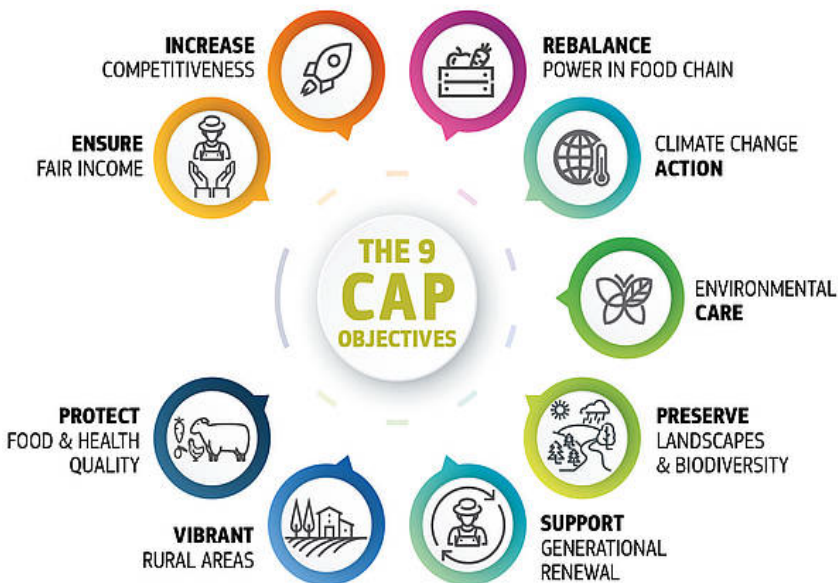 THE 9
CAP
OBJECTIVES
INCREASE
COMPETITIVENESS
REBALANCE
POWER IN FOOD CHAIN
CLIMATE CHANGE
ACTION
ENVIRONMENTAL
CARE
PRESERVE
LANDSCAPES
& BIODIVERSITY
SUPPORT
GENERATIONAL
RENEWAL
VIBRANT
RURAL AREAS
PROTECT
FOOD & HEALTH
QUALITY
ENSURE
FAIR INCOME